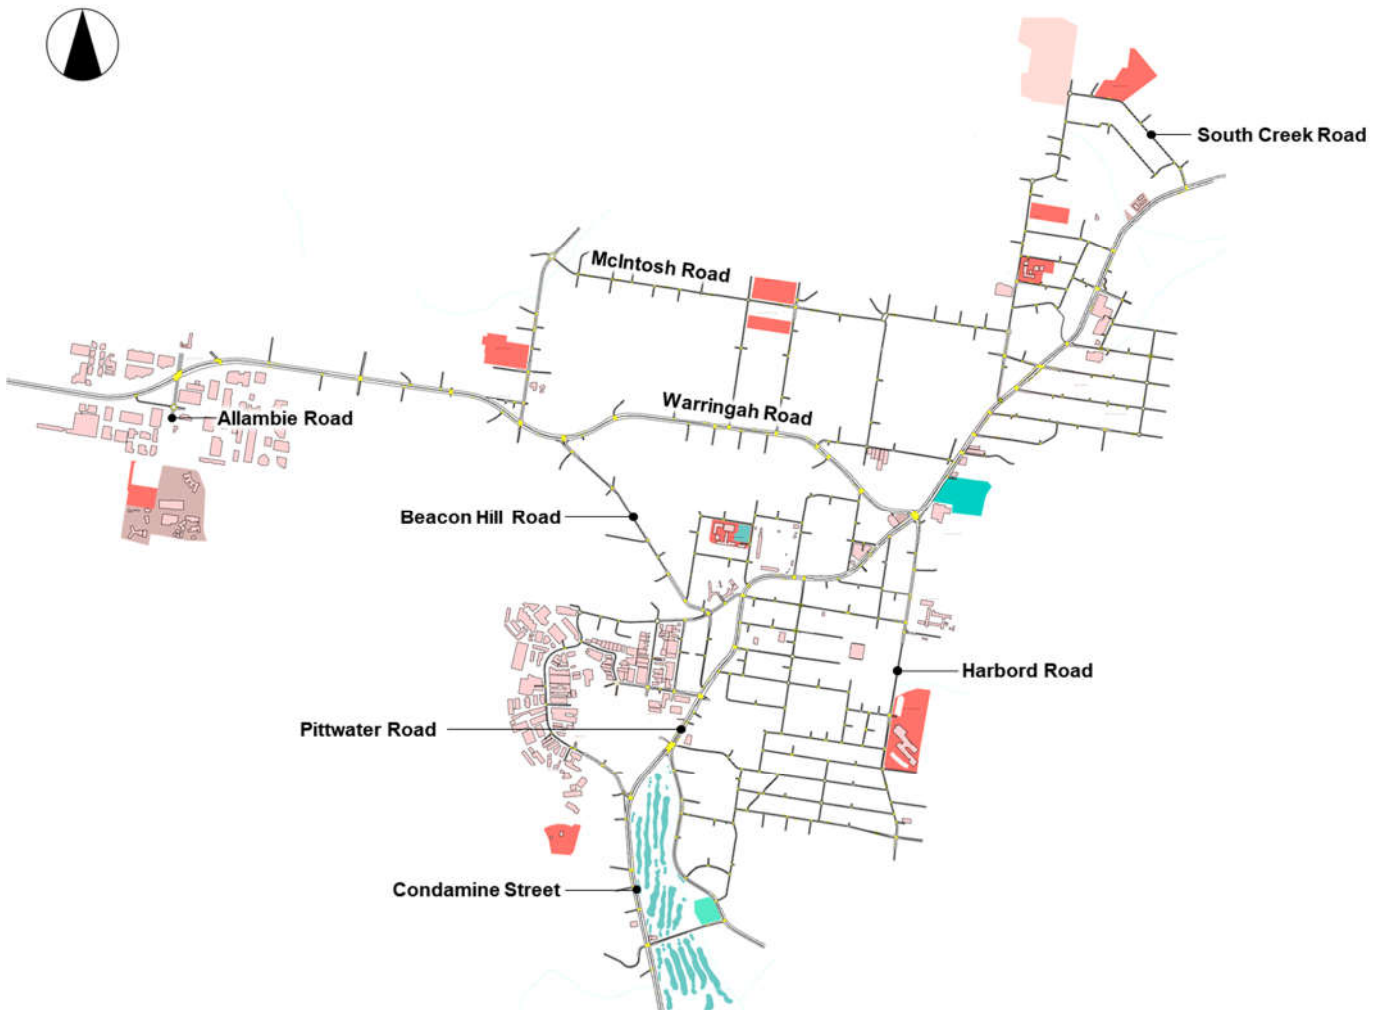 South Creek Road
McIntosh Road
Warringah Road
Allambie Road
Beacon Hill Road
Harbord Road
Pittwater Road
Condamine Street